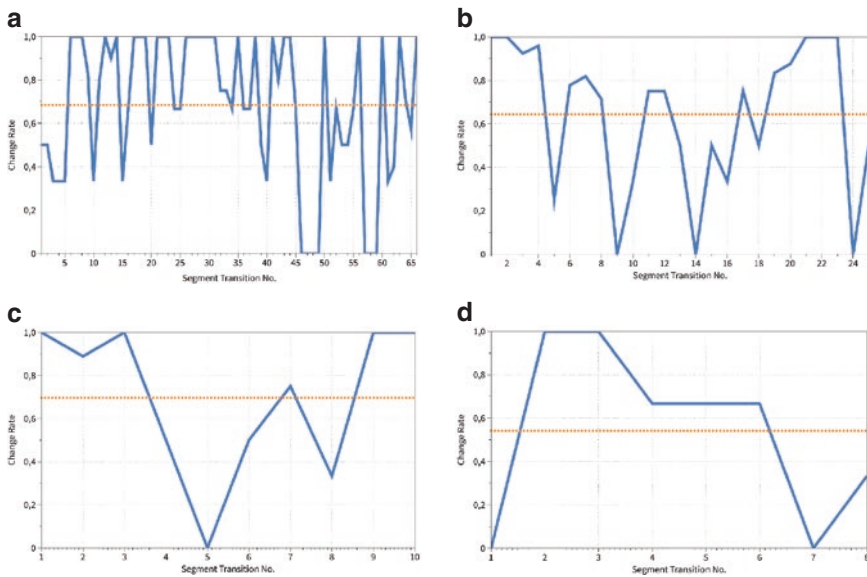 a
1,0
0,8
0,6
0,4
0,2
0
Change Rate
5 10 15 20 25 30 35 40 45 50 55 60 65
Segment Transition No.
b
1,0
0,8
0,6
0,4
0,2
0
Change Rate
2 4 6 8 10 12 14 16 18 20 22 24
Segment Transition No.
c
1,0
0,8
0,6
0,4
0,2
0
Change Rate
1 2 3 4 5 6 7 8 9 10
Segment Transition No.
d
1,0
0,8
0,6
0,4
0,2
0
Change Rate
1 2 3 4 5 6 7 8
Segment Transition No.